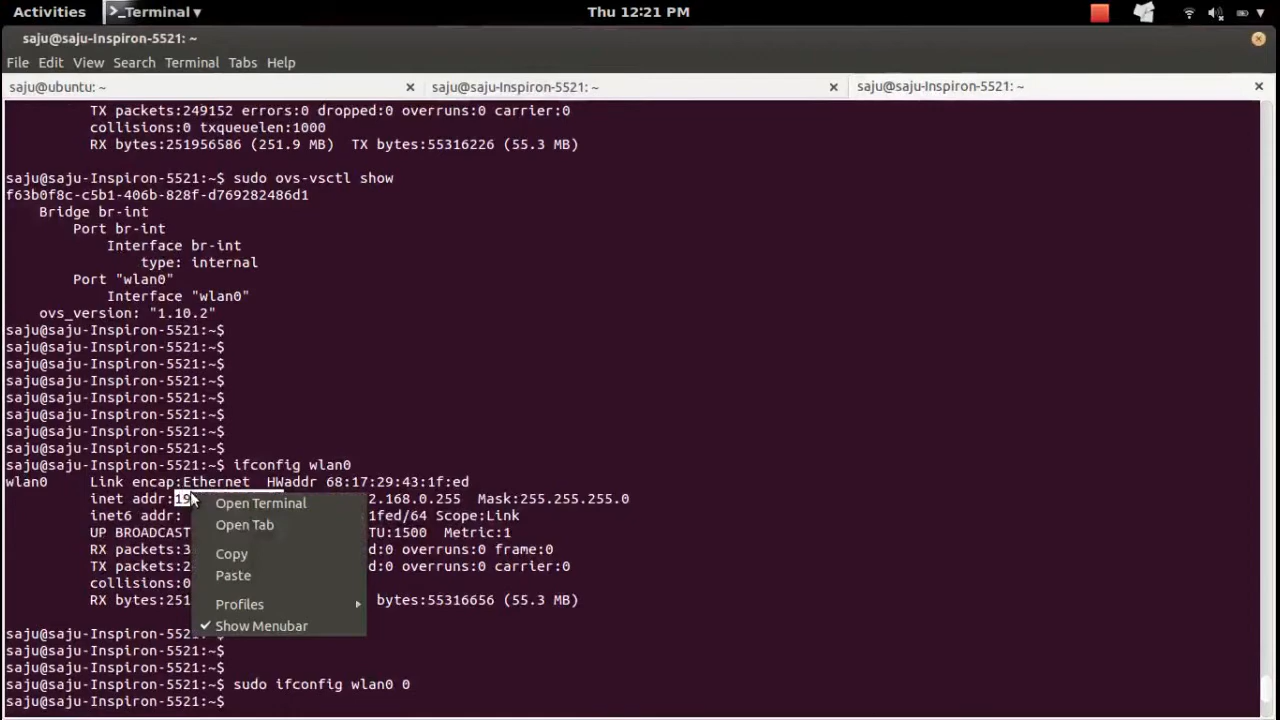 Activities
>_ Terminal ▾
Thu 12:21 PM
saju@saju-Inspiron-5521: ~
File Edit View Search Terminal Tabs Help
saju@ubuntu: ~
saju@saju-Inspiron-5521: ~
saju@saju-Inspiron-5521: ~
TX packets:249152 errors:0 dropped:0 overruns:0 carrier:0
collisions:0 txqueuelen:1000
RX bytes:251956586 (251.9 MB)  TX bytes:55316226 (55.3 MB)
saju@saju-Inspiron-5521:~$ sudo ovs-vsctl show
f63b0f8c-c5b1-406b-828f-d769282486d1
Bridge br-int
Port br-int
Interface br-int
type: internal
Port "wlan0"
Interface "wlan0"
ovs_version: "1.10.2"
saju@saju-Inspiron-5521:~$
saju@saju-Inspiron-5521:~$
saju@saju-Inspiron-5521:~$
saju@saju-Inspiron-5521:~$
saju@saju-Inspiron-5521:~$
saju@saju-Inspiron-5521:~$
saju@saju-Inspiron-5521:~$
saju@saju-Inspiron-5521:~$
saju@saju-Inspiron-5521:~$ ifconfig wlan0
wlan0 Link encap:Ethernet  HWaddr 68:17:29:43:1f:ed
inet addr:19 2.168.0.255  Mask:255.255.255.0
inet6 addr: 1fed/64 Scope:Link
UP BROADCAST TU:1500  Metric:1
RX packets:3 d:0 overruns:0 frame:0
TX packets:2 d:0 overruns:0 carrier:0
collisions:0
RX bytes:251 bytes:55316656 (55.3 MB)
Open Terminal
Open Tab
Copy
Paste
Profiles
Show Menubar
saju@saju-Inspiron-5521:~$
saju@saju-Inspiron-5521:~$
saju@saju-Inspiron-5521:~$
saju@saju-Inspiron-5521:~$ sudo ifconfig wlan0 0
saju@saju-Inspiron-5521:~$